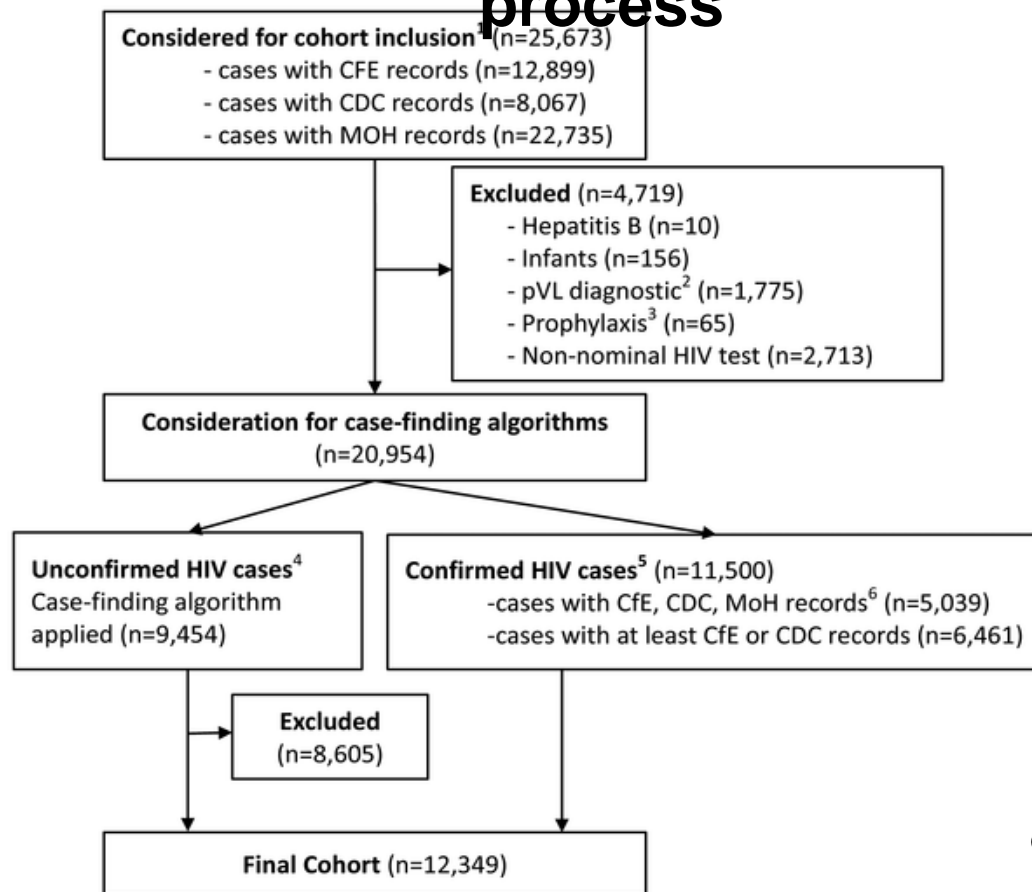 process
Considered for cohort inclusion¹ (n=25,673)
- cases with CFE records (n=12,899)
- cases with CDC records (n=8,067)
- cases with MOH records (n=22,735)
Excluded (n=4,719)
- Hepatitis B (n=10)
- Infants (n=156)
- pVL diagnostic² (n=1,775)
- Prophylaxis³ (n=65)
- Non-nominal HIV test (n=2,713)
Consideration for case-finding algorithms
(n=20,954)
Unconfirmed HIV cases⁴
Case-finding algorithm
applied (n=9,454)
Confirmed HIV cases⁵ (n=11,500)
-cases with CfE, CDC, MoH records⁶ (n=5,039)
-cases with at least CfE or CDC records (n=6,461)
Excluded
(n=8,605)
Final Cohort (n=12,349)